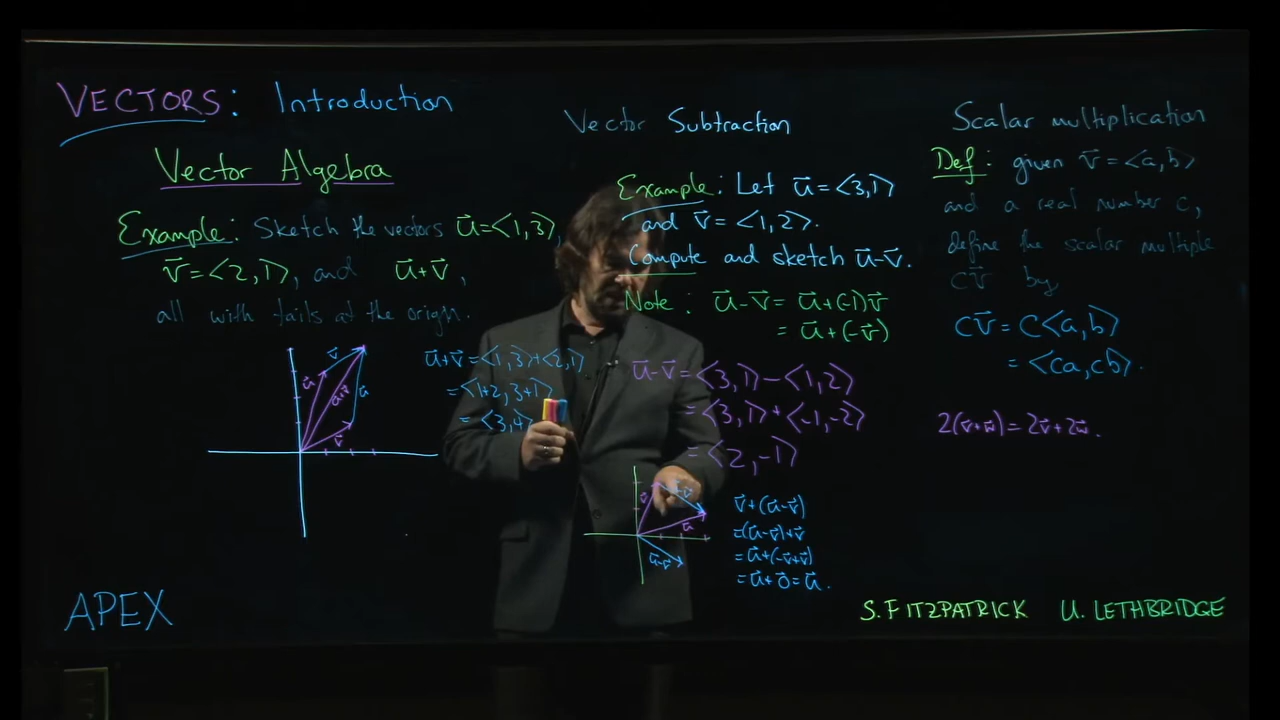 VECTORS: Introduction
Vector Algebra
Example: Sketch the vectors u⃗=<1,3>,
v⃗=<2,1>, and u⃗+v⃗,
all with tails at the origin.
u⃗+v⃗=<1,3>+<2,1>
=<1+2,3+1>
=<3,4>
v⃗
u⃗
u⃗+v⃗
u⃗
v⃗
APEX
Vector Subtraction
Example: Let u⃗=<3,1>
and v⃗=<1,2>.
Compute and sketch u⃗-v⃗.
Note: u⃗-v⃗=u⃗+(-1)v⃗
=u⃗+(-v⃗)
u⃗-v⃗=<3,1>-<1,2>
=<3,1>+<-1,-2>
=<2,-1>
v⃗
u⃗
u⃗-v⃗
v⃗+(u⃗-v⃗)
=(u⃗-v⃗)+v⃗
=u⃗+(-v⃗+v⃗)
=u⃗+0⃗=u⃗.
Scalar multiplication
Def: given v⃗=<a,b>
and a real number c,
define the scalar multiple
cv⃗ by
cv⃗=c<a,b>
=<ca,cb>.
2(v⃗+w⃗)=2v⃗+2w⃗.
S.FITZPATRICK U. LETHBRIDGE